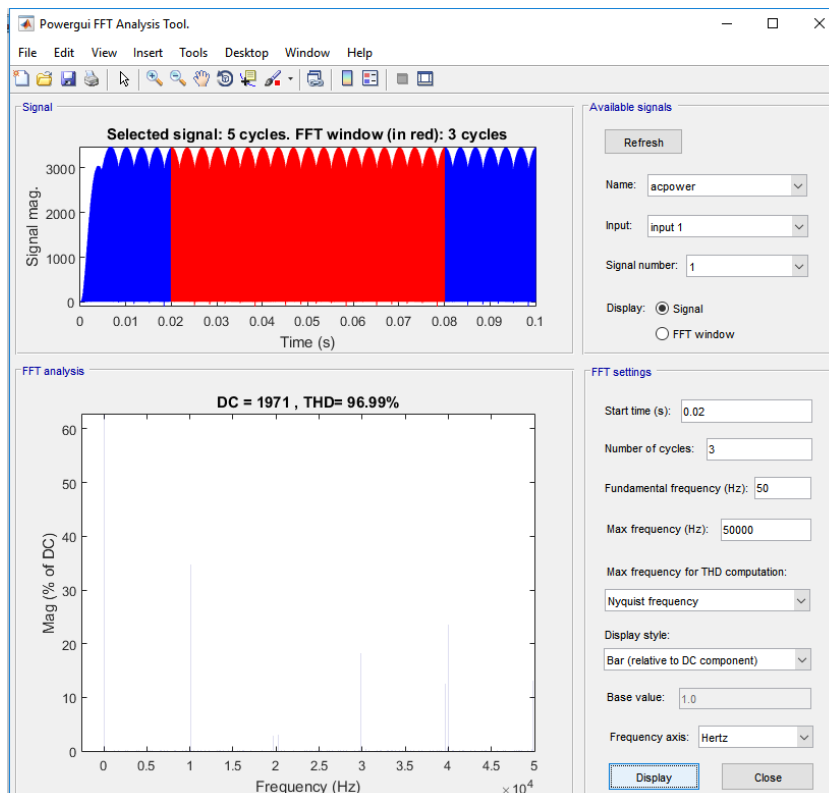 Powergui FFT Analysis Tool.
File Edit View Insert Tools Desktop Window Help
Signal
Selected signal: 5 cycles. FFT window (in red): 3 cycles
3000
2000
1000
0
Signal mag.
0 0.01 0.02 0.03 0.04 0.05 0.06 0.07 0.08 0.09 0.1
Time (s)
Available signals
Refresh
Name: acpower
Input: input 1
Signal number: 1
Display: Signal
FFT window
FFT analysis
DC = 1971 , THD= 96.99%
60
50
40
30
20
10
0
Mag (% of DC)
0 0.5 1 1.5 2 2.5 3 3.5 4 4.5 5
Frequency (Hz)
× 10⁴
FFT settings
Start time (s): 0.02
Number of cycles: 3
Fundamental frequency (Hz): 50
Max frequency (Hz): 50000
Max frequency for THD computation:
Nyquist frequency
Display style:
Bar (relative to DC component)
Base value: 1.0
Frequency axis: Hertz
Display Close